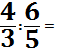 4/3 : 6/5 =